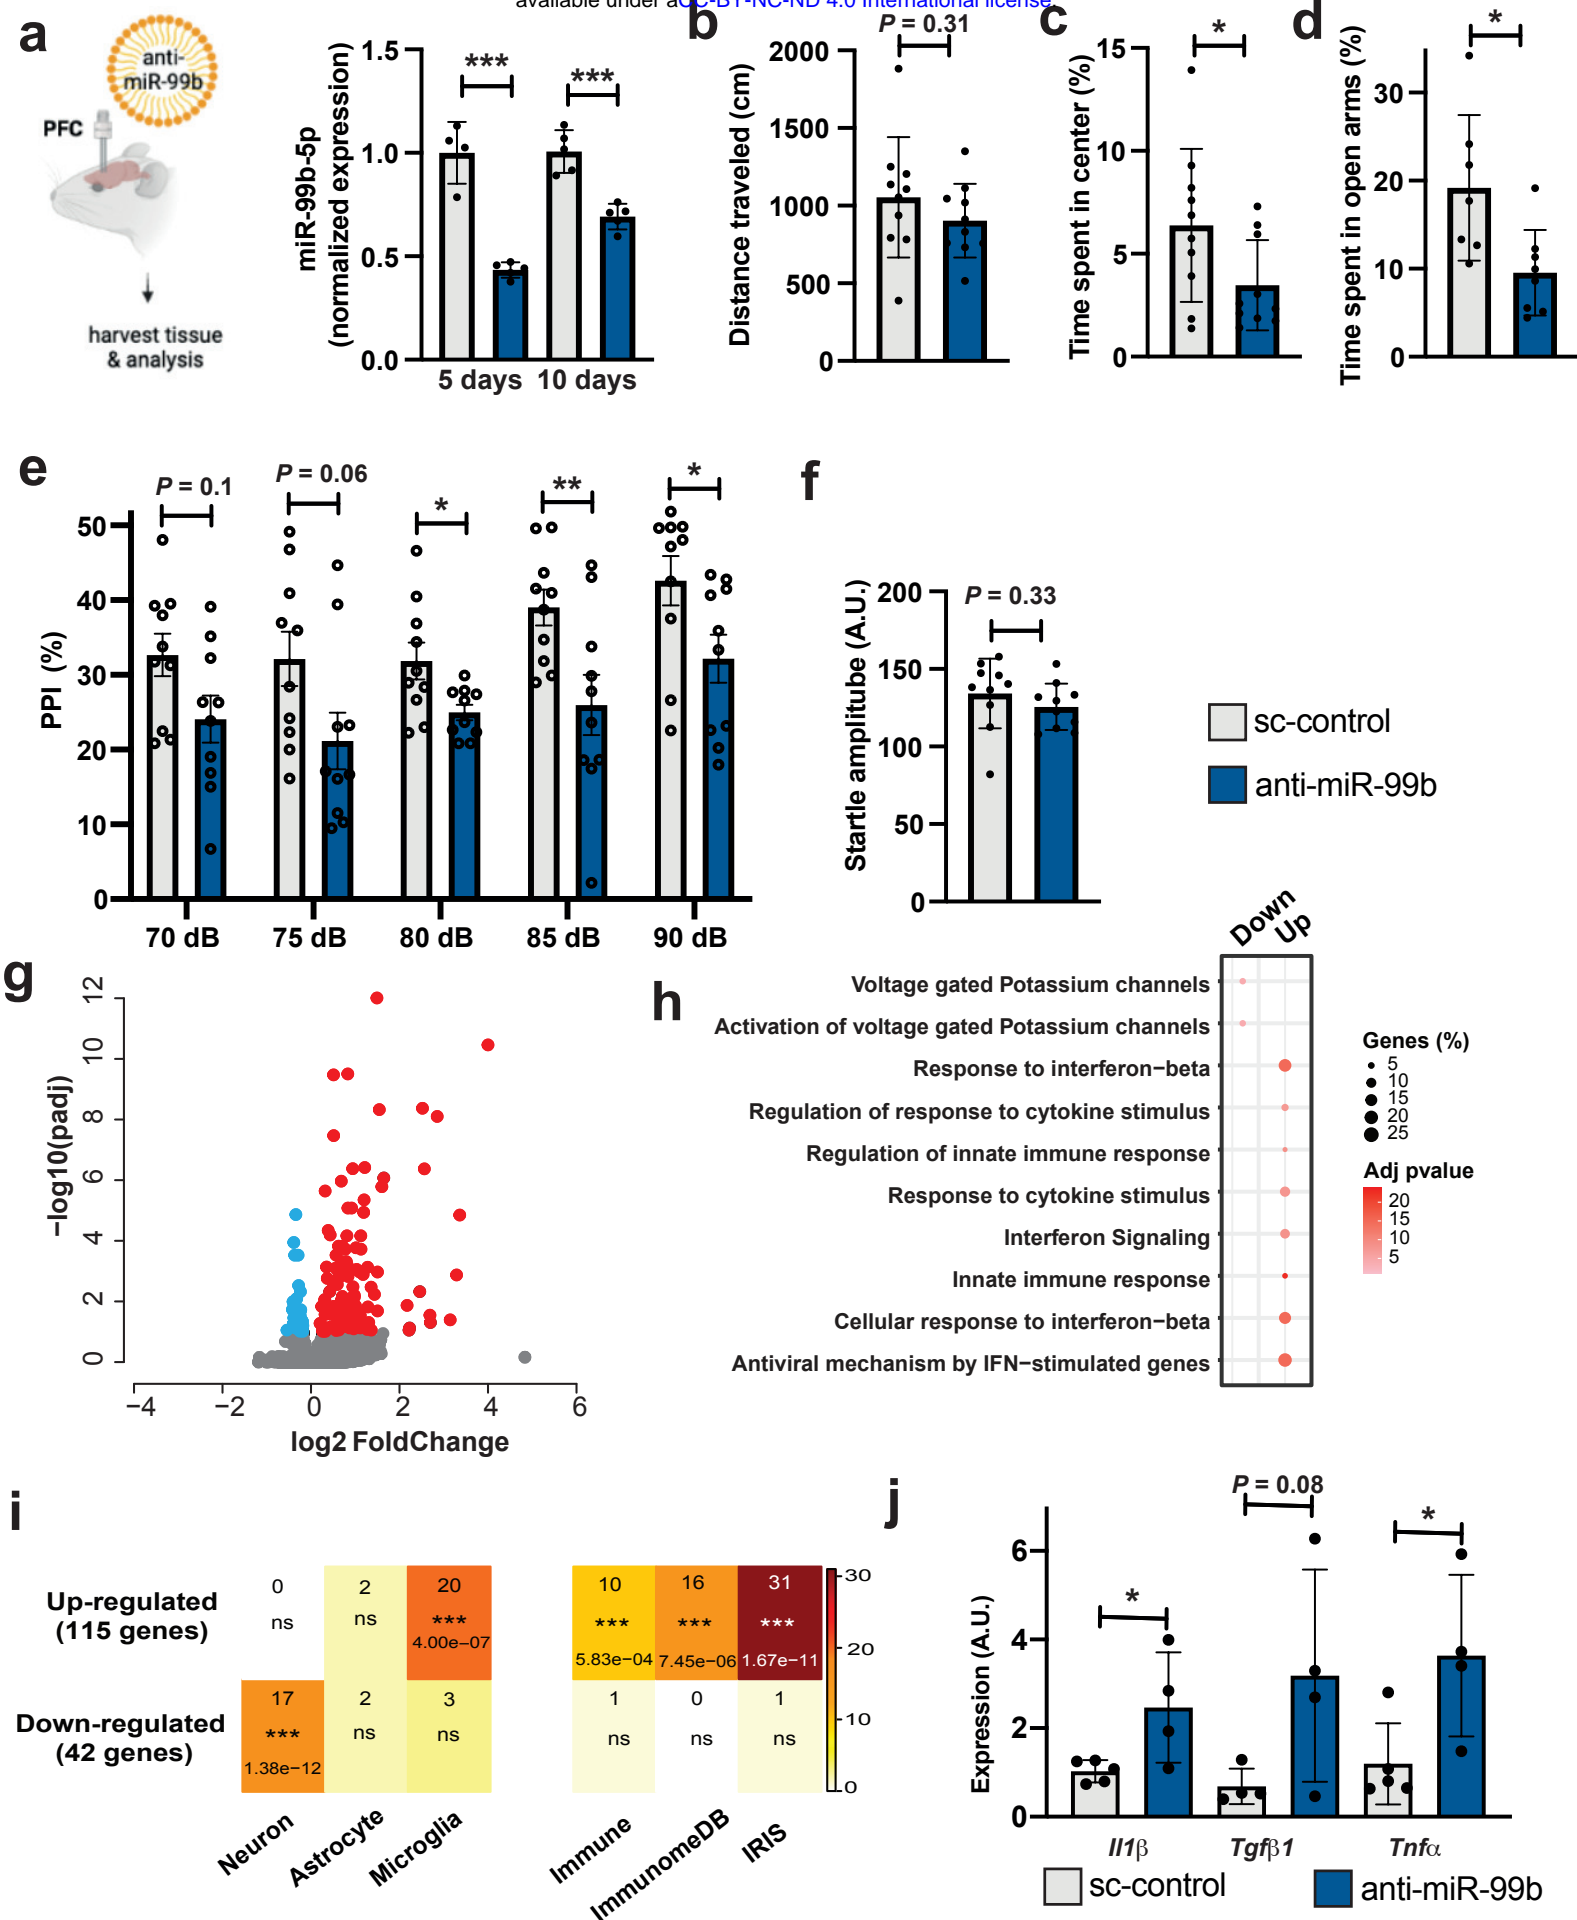 available under aCC-BY-NC-ND 4.0 International license.
a
anti-
miR-99b
PFC
harvest tissue
& analysis
miR-99b-5p
(normalized expression)
1.5
1.0
0.5
0.0
***
***
5 days
10 days
b
P = 0.31
Distance traveled (cm)
2000
1500
1000
500
0
c
*
Time spent in center (%)
15
10
5
0
d
*
Time spent in open arms (%)
30
20
10
0
e
P = 0.1
P = 0.06
*
**
*
PPI (%)
50
40
30
20
10
0
70 dB
75 dB
80 dB
85 dB
90 dB
f
P = 0.33
Startle amplitube (A.U.)
200
150
100
50
0
sc-control
anti-miR-99b
g
−log10(padj)
12
10
8
6
4
2
0
−4
−2
0
2
4
6
log2 FoldChange
h
Down
Up
Voltage gated Potassium channels
Activation of voltage gated Potassium channels
Response to interferon−beta
Regulation of response to cytokine stimulus
Regulation of innate immune response
Response to cytokine stimulus
Interferon Signaling
Innate immune response
Cellular response to interferon−beta
Antiviral mechanism by IFN−stimulated genes
Genes (%)
5
10
15
20
25
Adj pvalue
20
15
10
5
i
Up-regulated
(115 genes)
Down-regulated
(42 genes)
0
ns
2
ns
20
***
4.00e−07
10
***
5.83e−04
16
***
7.45e−06
31
***
1.67e−11
17
***
1.38e−12
2
ns
3
ns
1
ns
0
ns
1
ns
30
20
10
0
Neuron
Astrocyte
Microglia
Immune
ImmunomeDB
IRIS
j
P = 0.08
*
*
Expression (A.U.)
6
4
2
0
Il1β
Tgfβ1
Tnfα
sc-control
anti-miR-99b